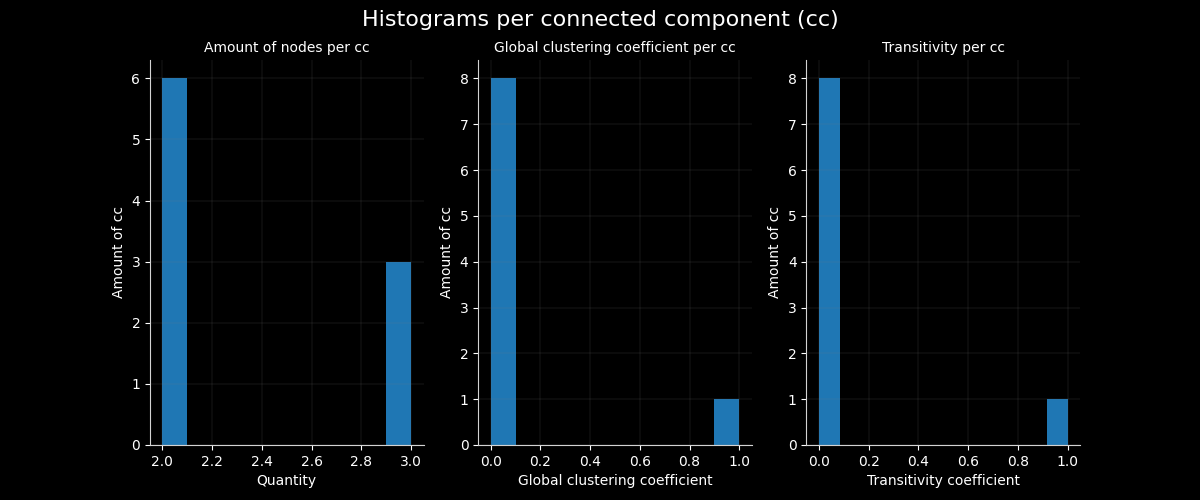 Histograms per connected component (cc)
Amount of nodes per cc
Global clustering coefficient per cc
Transitivity per cc
Amount of cc
6
5
4
3
2
1
0
2.0 2.2 2.4 2.6 2.8 3.0
Quantity
Amount of cc
8
7
6
5
4
3
2
1
0
0.0 0.2 0.4 0.6 0.8 1.0
Global clustering coefficient
Amount of cc
8
7
6
5
4
3
2
1
0
0.0 0.2 0.4 0.6 0.8 1.0
Transitivity coefficient